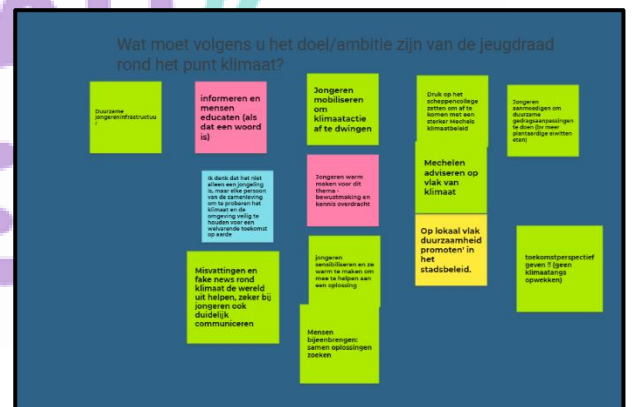 Wat moet volgens u het doel/ambitie zijn van de jeugdraad
rond het punt klimaat?
Duurzame
jongereninfrastructuu
r
informeren en
mensen
educaten (als
dat een woord
is)
Jongeren
mobiliseren
om
klimaatactie
af te dwingen
Druk op het
scheppencollege
zetten om af te
komen met een
sterker Mechels
klimaatbeleid
Jongeren
aanmoedigen om
duurzame
gedragsaanpassingen
te doen (bv meer
plantaardige eiwitten
eten)
Ik denk dat het niet
alleen een jongeling
is, maar elke persoon
van de samenleving
om te proberen het
klimaat en de
omgeving veilig te
houden voor een
welvarende toekomst
op aarde
Jongeren warm
maken voor dit
thema -
bewustmaking en
kennis overdracht
Mechelen
adviseren op
vlak van
klimaat
Op lokaal vlak
duurzaamheid
promoten' in
het
stadsbeleid.
toekomstperspectief
geven !! (geen
klimaatangs
opwekken)
Misvattingen en
fake news rond
klimaat de wereld
uit helpen, zeker bij
jongeren ook
duidelijk
communiceren
jongeren
sensibiliseren en ze
warm te maken om
mee te helpen aan
een oplossing
Mensen
bijeenbrengen:
samen oplossingen
zoeken